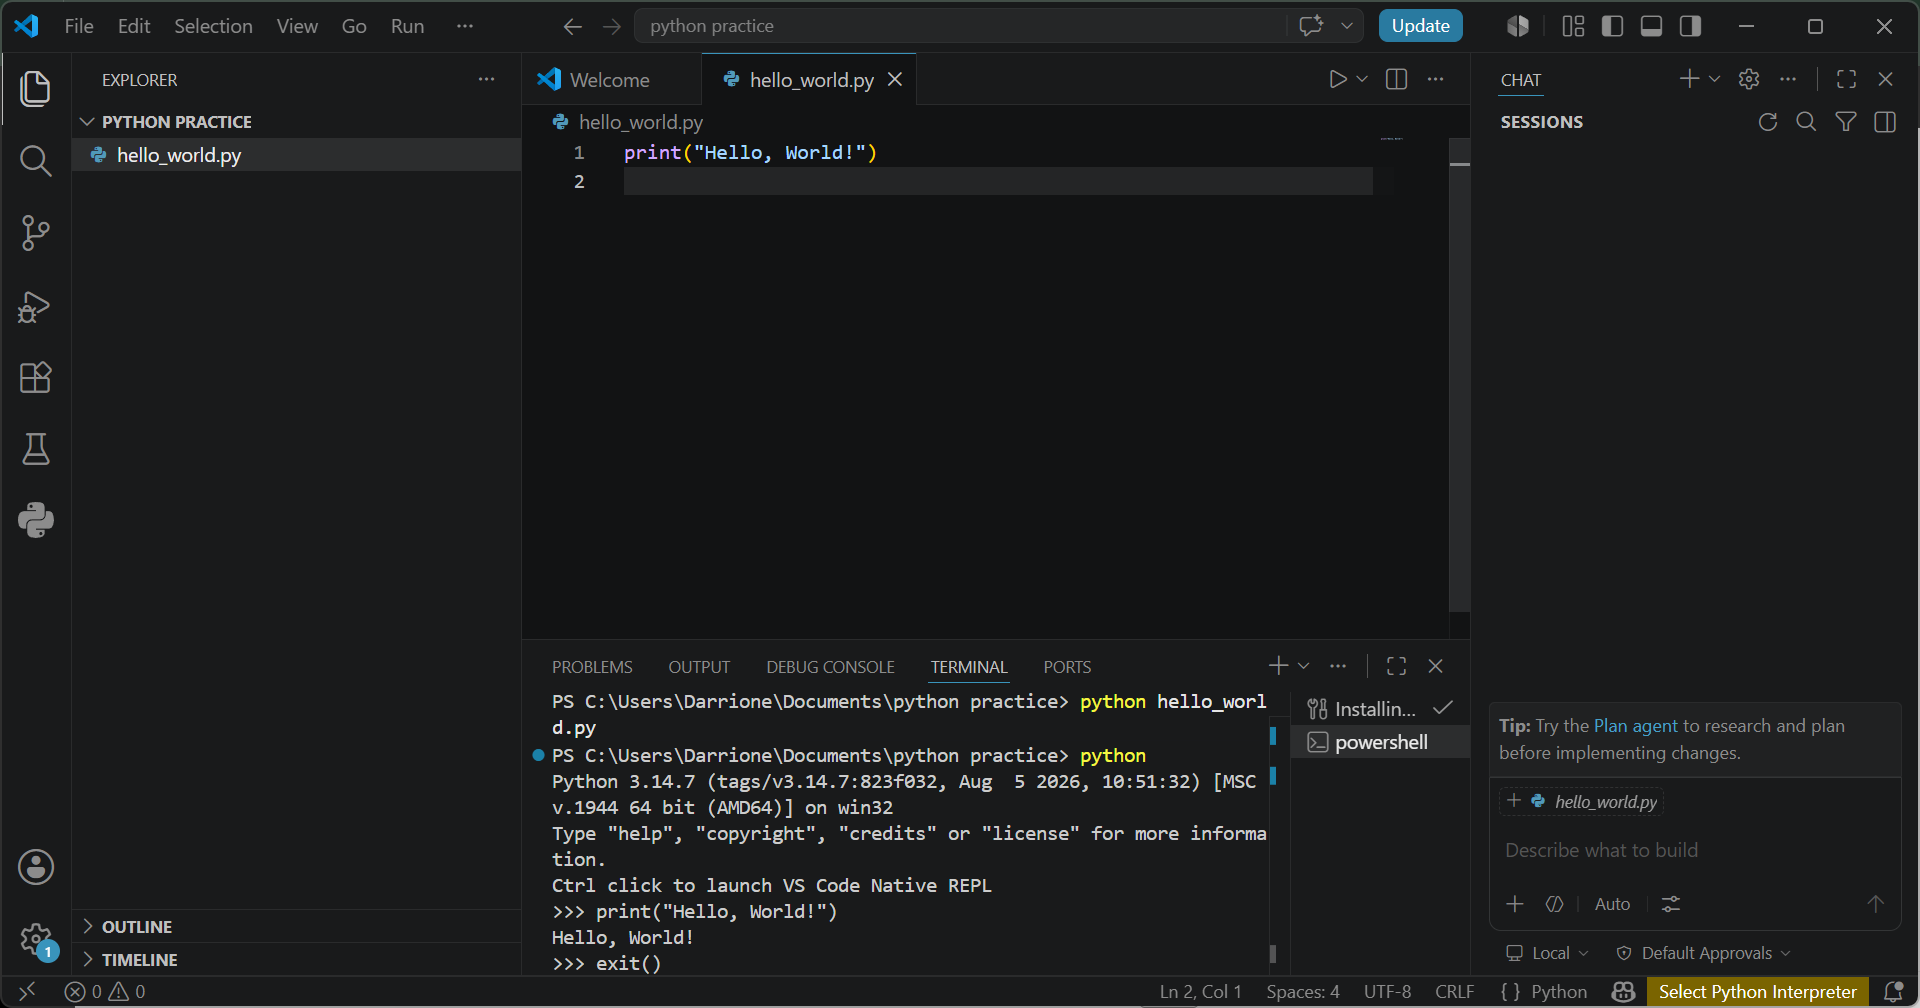 File Edit Selection View Go Run ··· python practice Update
EXPLORER ···
PYTHON PRACTICE
hello_world.py
OUTLINE
TIMELINE
Welcome hello_world.py
hello_world.py
1 print("Hello, World!")
2
PROBLEMS OUTPUT DEBUG CONSOLE TERMINAL PORTS
PS C:\Users\Darrione\Documents\python practice> python hello_worl
d.py
PS C:\Users\Darrione\Documents\python practice> python
Python 3.14.7 (tags/v3.14.7:823f032, Aug  5 2026, 10:51:32) [MSC
v.1944 64 bit (AMD64)] on win32
Type "help", "copyright", "credits" or "license" for more informa
tion.
Ctrl click to launch VS Code Native REPL
>>> print("Hello, World!")
Hello, World!
>>> exit()
Installin...
powershell
CHAT
SESSIONS
Tip: Try the Plan agent to research and plan
before implementing changes.
hello_world.py
Describe what to build
Auto
Local Default Approvals
1
0 0 Ln 2, Col 1 Spaces: 4 UTF-8 CRLF { } Python Select Python Interpreter